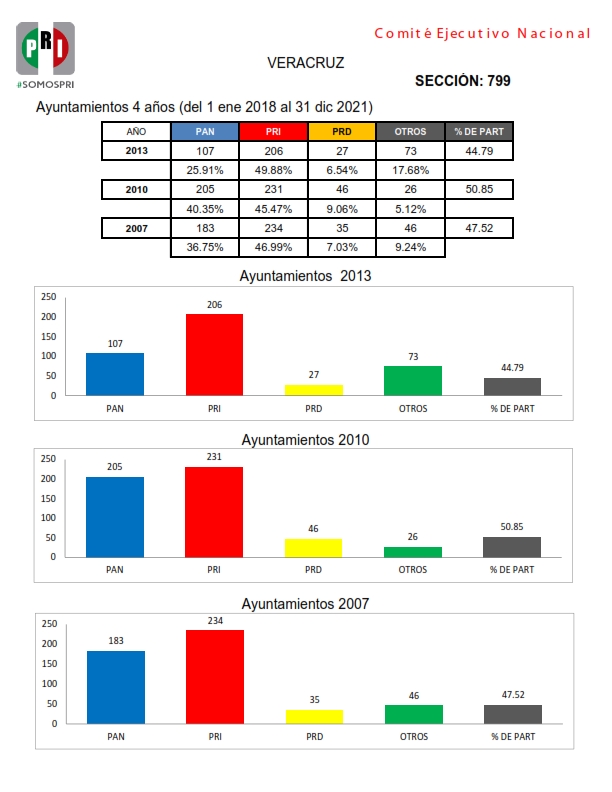 Comité Ejecutivo Nacional
PRI
#SOMOSPRI
VERACRUZ
SECCIÓN: 799
Ayuntamientos 4 años (del 1 ene 2018 al 31 dic 2021)
AÑO PAN PRI PRD OTROS % DE PART
2013 107 206 27 73 44.79
25.91% 49.88% 6.54% 17.68%
2010 205 231 46 26 50.85
40.35% 45.47% 9.06% 5.12%
2007 183 234 35 46 47.52
36.75% 46.99% 7.03% 9.24%
Ayuntamientos 2013
250
200
150
100
50
0
107 206 27 73 44.79
PAN PRI PRD OTROS % DE PART
Ayuntamientos 2010
250
200
150
100
50
0
205 231 46 26 50.85
PAN PRI PRD OTROS % DE PART
Ayuntamientos 2007
250
200
150
100
50
0
183 234 35 46 47.52
PAN PRI PRD OTROS % DE PART